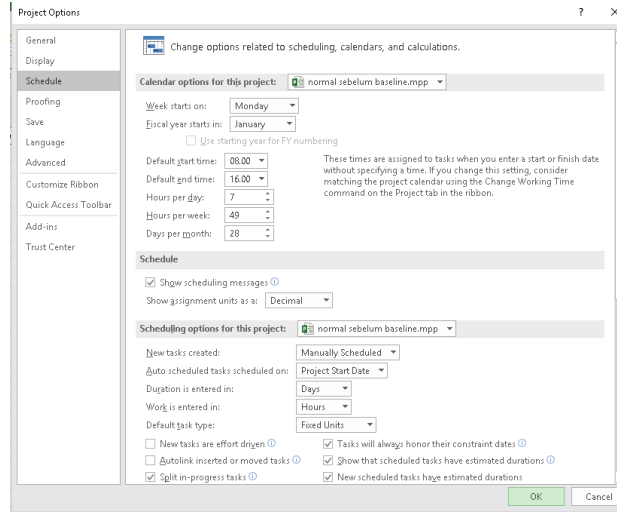 Project Options
?
General
Display
Schedule
Proofing
Save
Language
Advanced
Customize Ribbon
Quick Access Toolbar
Add-ins
Trust Center
Change options related to scheduling, calendars, and calculations.
Calendar options for this project: normal sebelum baseline.mpp
Week starts on: Monday
Fiscal year starts in: January
Use starting year for FY numbering
Default start time: 08.00
Default end time: 16.00
These times are assigned to tasks when you enter a start or finish date
without specifying a time. If you change this setting, consider
matching the project calendar using the Change Working Time
command on the Project tab in the ribbon.
Hours per day: 7
Hours per week: 49
Days per month: 28
Schedule
Show scheduling messages
Show assignment units as a: Decimal
Scheduling options for this project: normal sebelum baseline.mpp
New tasks created: Manually Scheduled
Auto scheduled tasks scheduled on: Project Start Date
Duration is entered in: Days
Work is entered in: Hours
Default task type: Fixed Units
New tasks are effort driven Tasks will always honor their constraint dates
Autolink inserted or moved tasks Show that scheduled tasks have estimated durations
Split in-progress tasks New scheduled tasks have estimated durations
OK Cancel